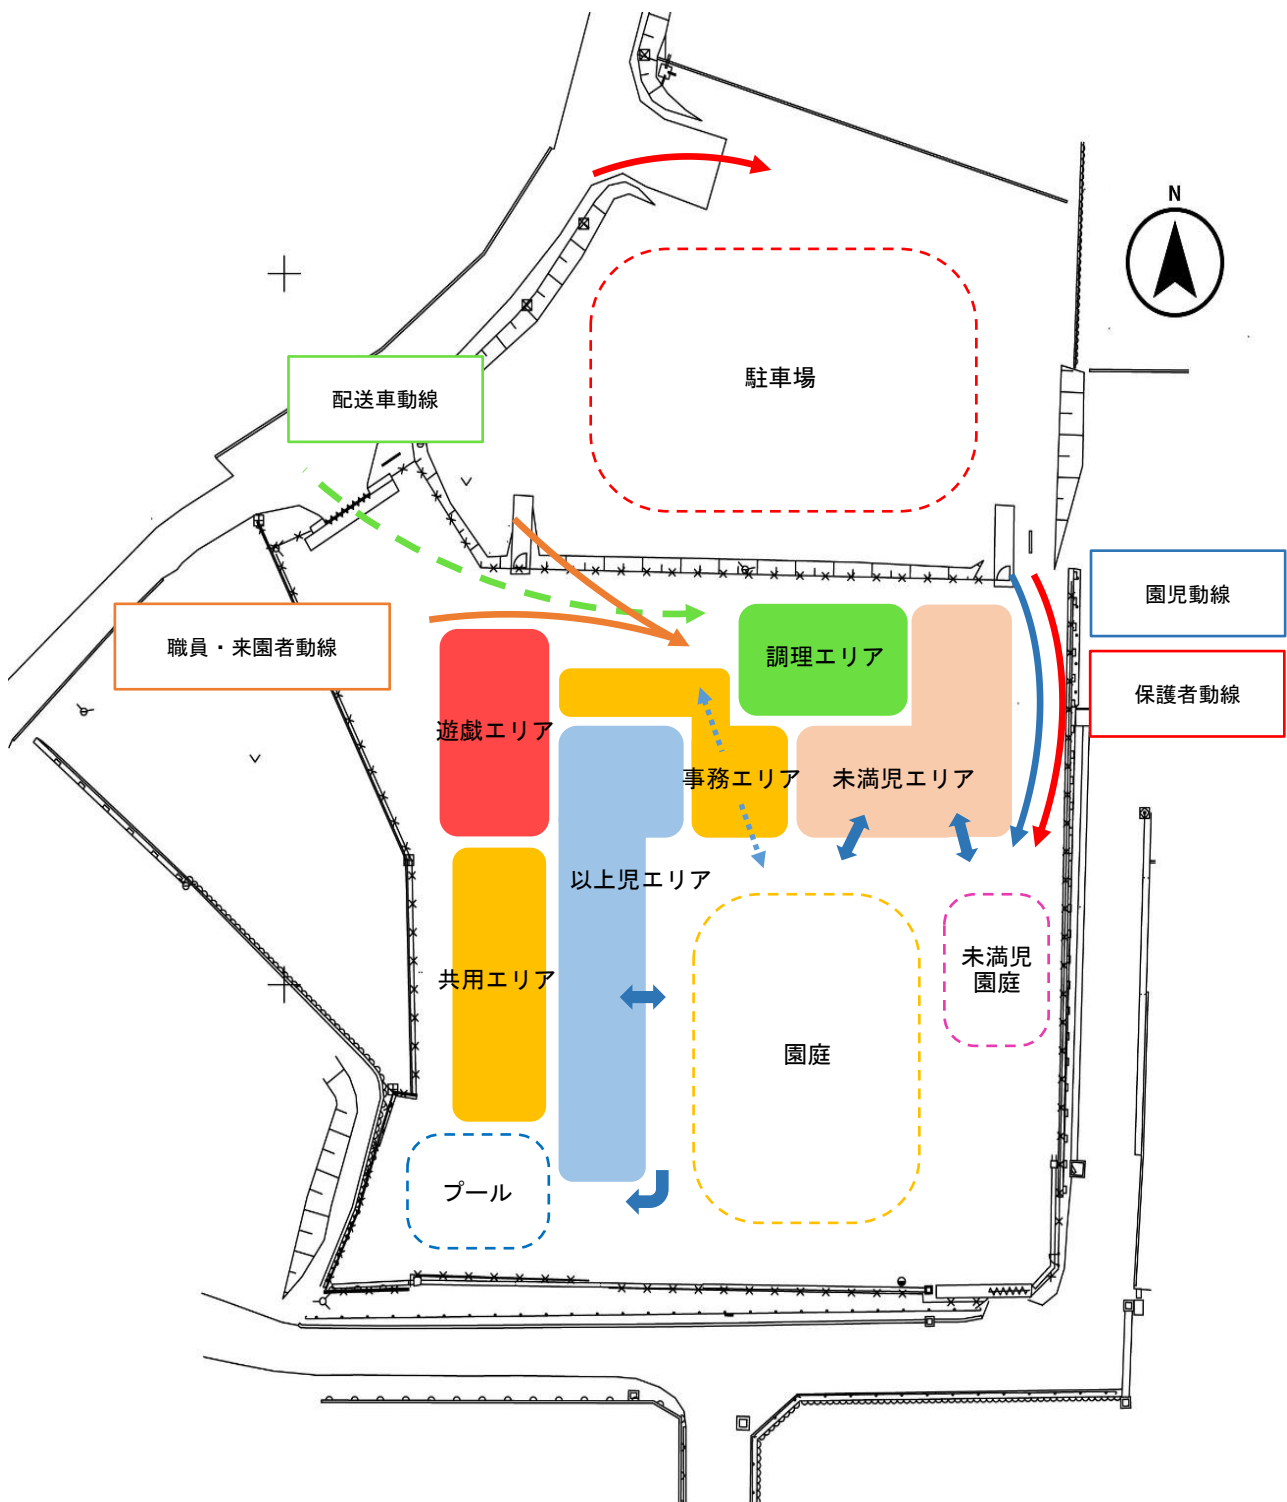 N
駐車場
配送車動線
園児動線
職員・来園者動線
調理エリア
保護者動線
遊戯エリア
事務エリア
未満児エリア
以上児エリア
共用エリア
未満児
園庭
園庭
プール